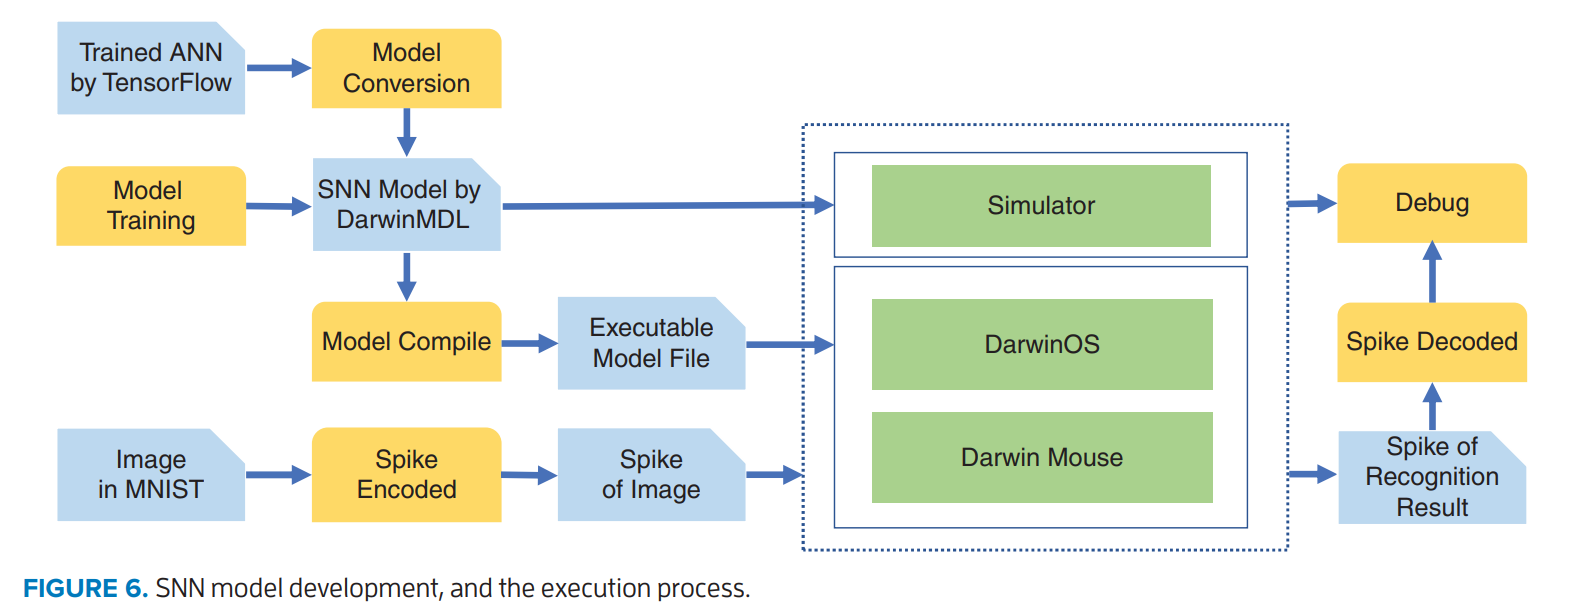 Trained ANN
by TensorFlow
Model
Conversion
Model
Training
SNN Model by
DarwinMDL
Simulator
Debug
Model Compile
Executable
Model File
DarwinOS
Spike Decoded
Image
in MNIST
Spike
Encoded
Spike
of Image
Darwin Mouse
Spike of
Recognition
Result
FIGURE 6. SNN model development, and the execution process.